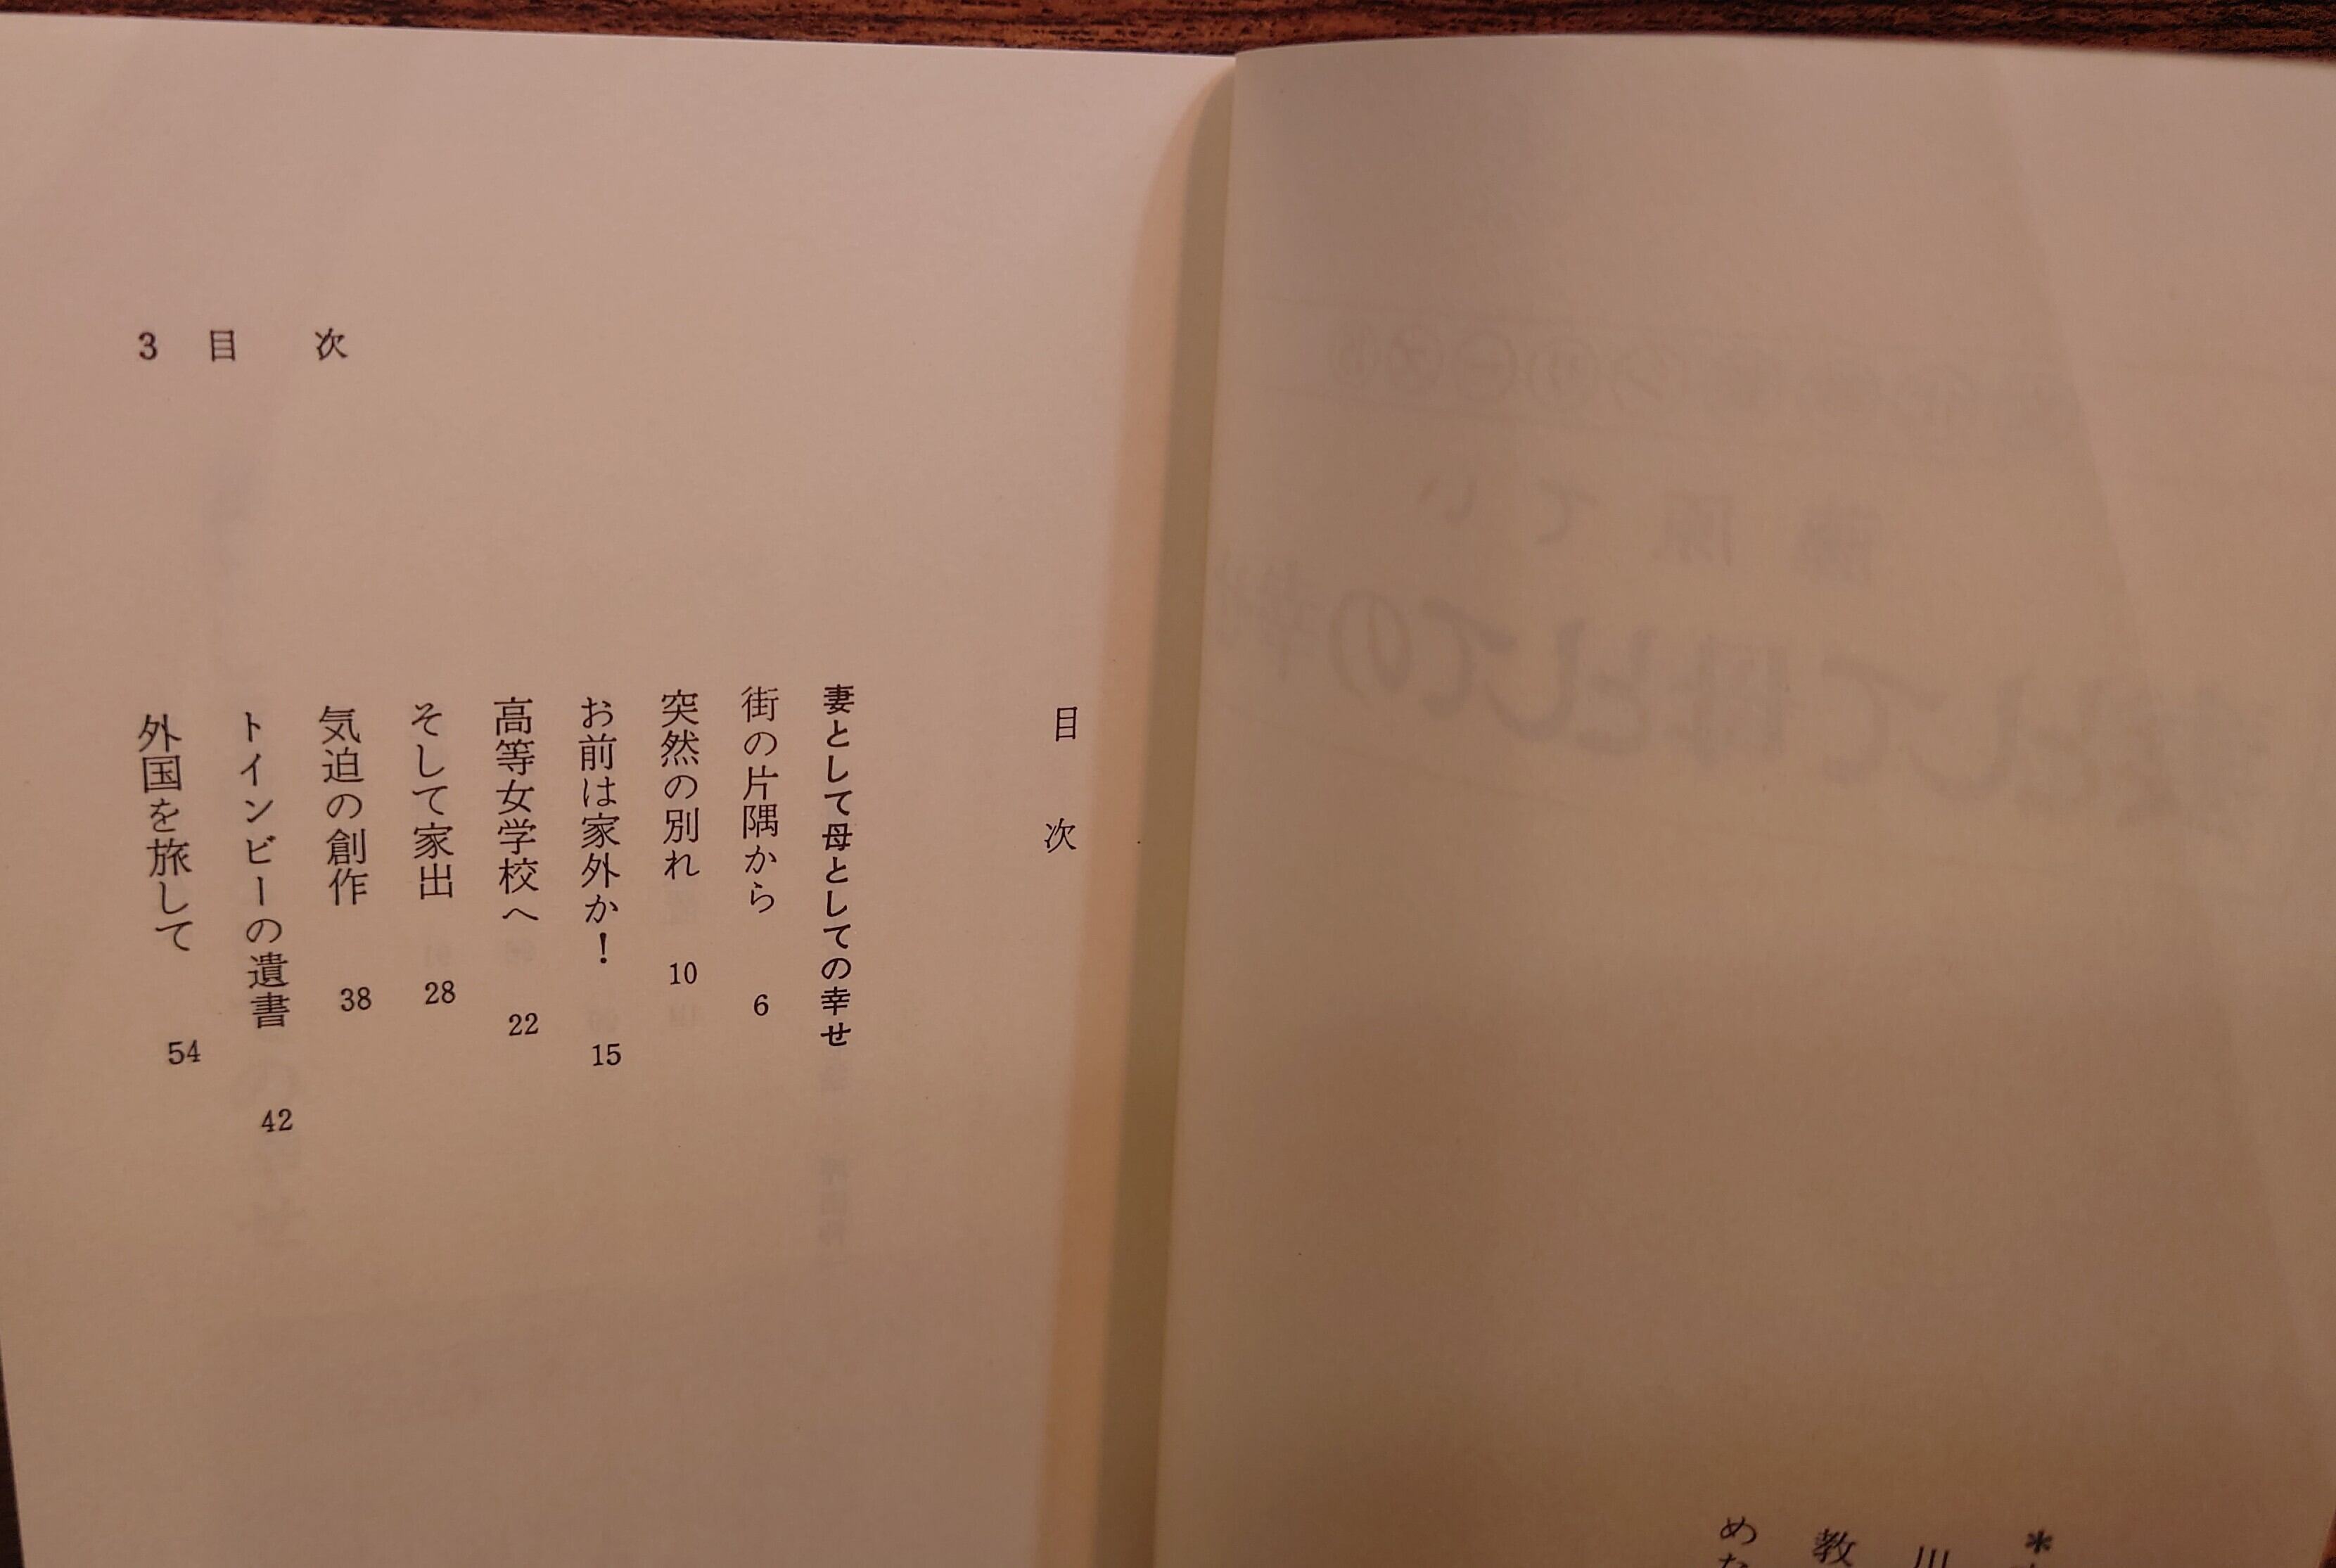 目次
妻として母としての幸せ
街の片隅から 6
突然の別れ 10
お前は家外か！ 15
高等女学校へ 22
そして家出 28
気迫の創作 38
トインビーの遺書 42
外国を旅して 54
3 目次
＊
川
教
め